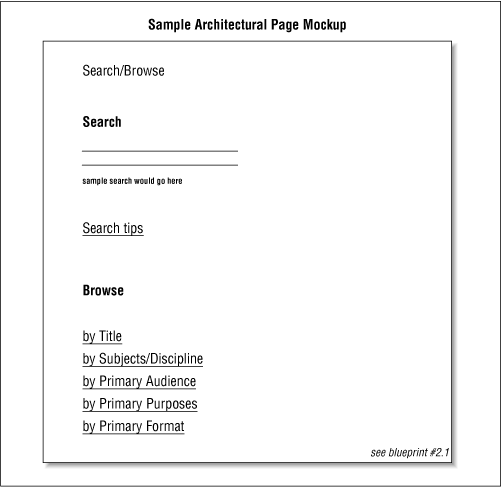 Sample Architectural Page Mockup
Search/Browse
Search
sample search would go here
Search tips
Browse
by Title
by Subjects/Discipline
by Primary Audience
by Primary Purposes
by Primary Format
see blueprint #2.1